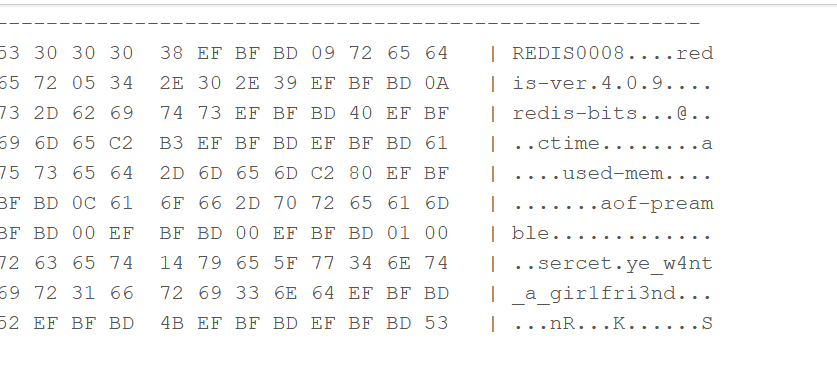 --------------------------------------------------------
53 30 30 30  38 EF BF BD 09 72 65 64   | REDIS0008....red
65 72 05 34  2E 30 2E 39 EF BF BD 0A   | is-ver.4.0.9....
73 2D 62 69  74 73 EF BF BD 40 EF BF   | redis-bits...@..
69 6D 65 C2  B3 EF BF BD EF BF BD 61   | ..ctime........a
75 73 65 64  2D 6D 65 6D C2 80 EF BF   | ....used-mem....
BF BD 0C 61  6F 66 2D 70 72 65 61 6D   | .......aof-pream
BF BD 00 EF  BF BD 00 EF BF BD 01 00   | ble.............
72 63 65 74  14 79 65 5F 77 34 6E 74   | ..sercet.ye_w4nt
69 72 31 66  72 69 33 6E 64 EF BF BD   | _a_gir1fri3nd...
52 EF BF BD  4B EF BF BD EF BF BD 53   | ...nR...K......S